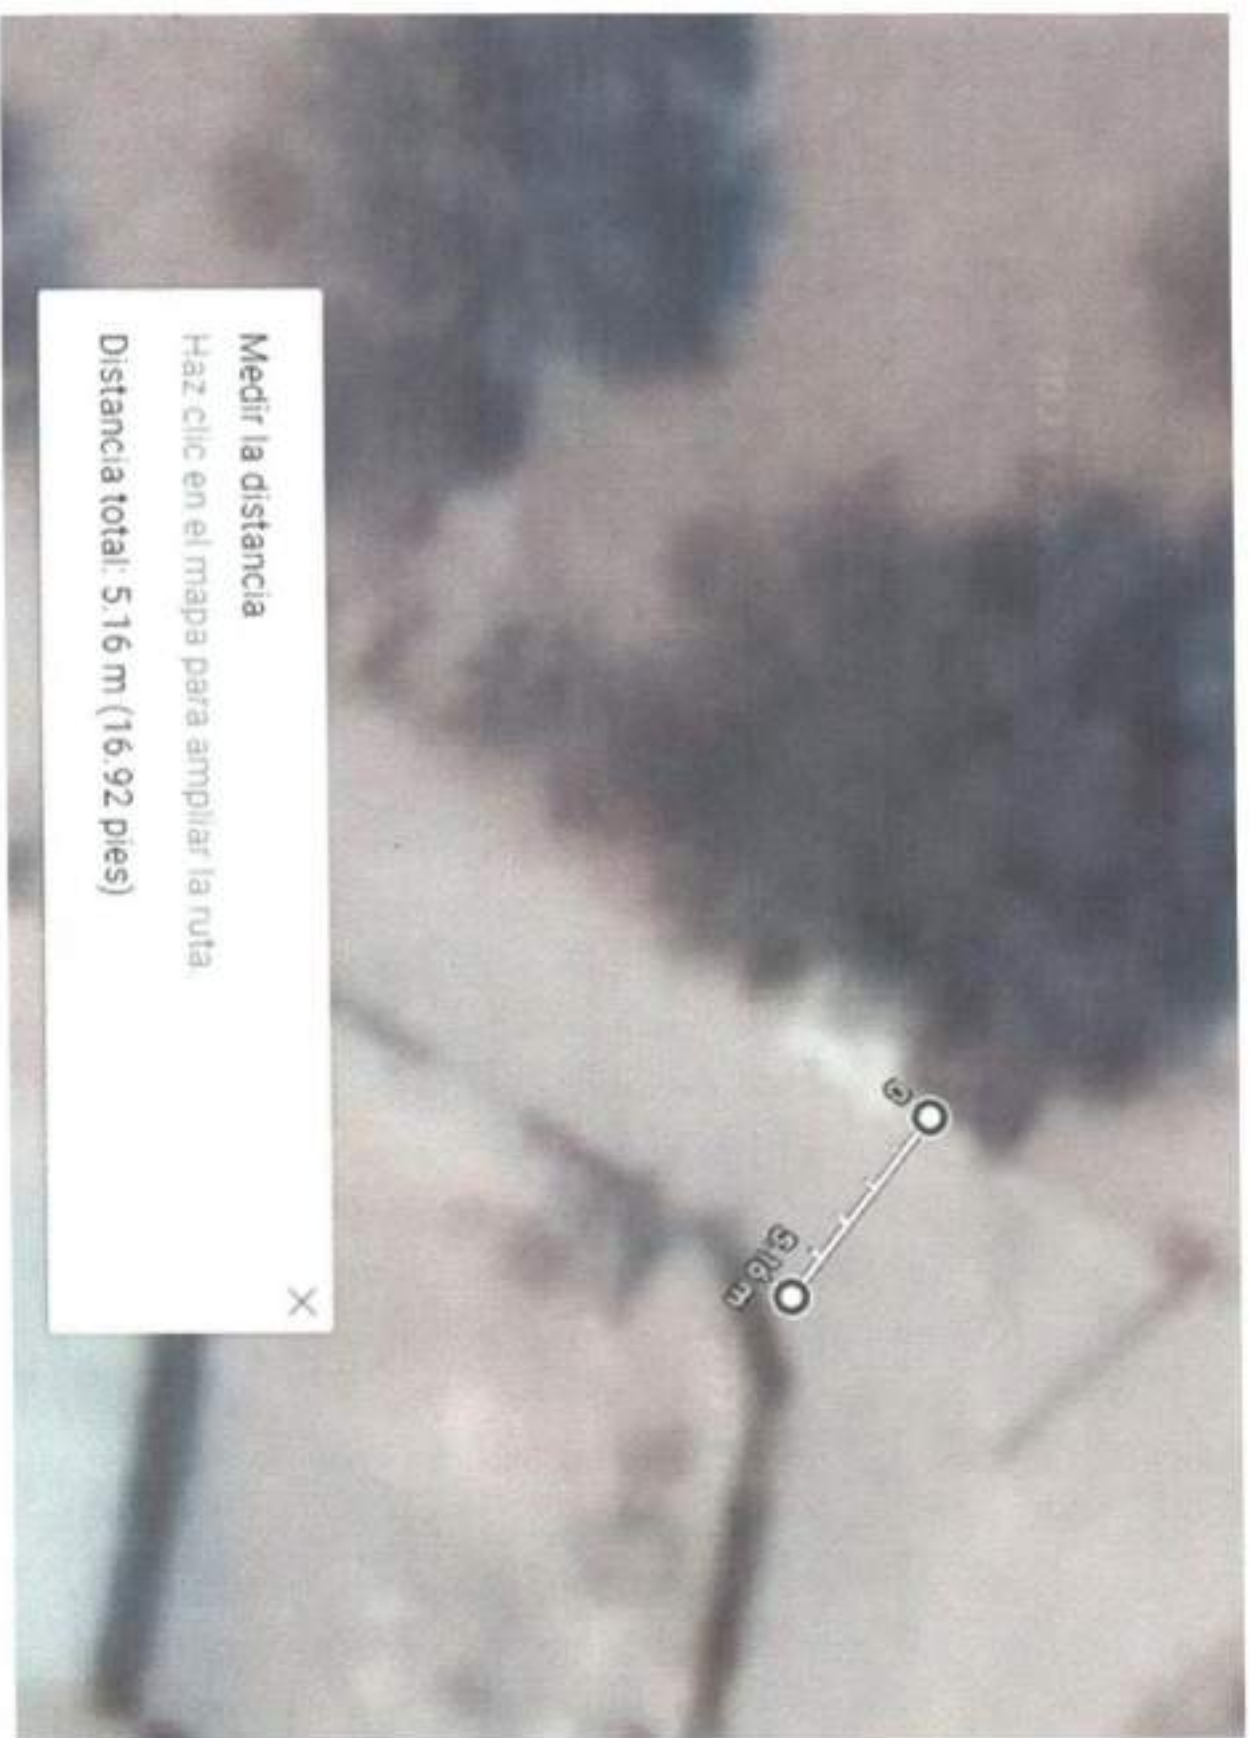 Medir la distancia
Haz clic en el mapa para ampliar la ruta.
Distancia total: 5.16 m (16.92 pies)
5.16 m